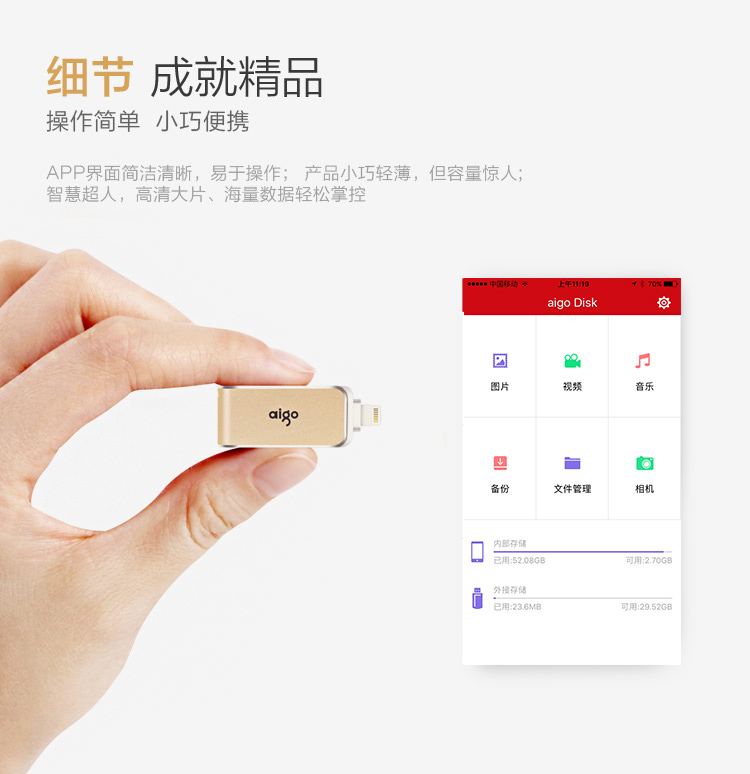 细节 成就精品
操作简单 小巧便携
APP界面简洁清晰，易于操作； 产品小巧轻薄，但容量惊人；
智慧超人，高清大片、海量数据轻松掌控
中国移动 上午11:19 70%
aigo Disk
图片 视频 音乐
aigo
备份 文件管理 相机
内部存储
已用:52.08GB 可用:2.70GB
外接存储
已用:23.6MB 可用:29.52GB